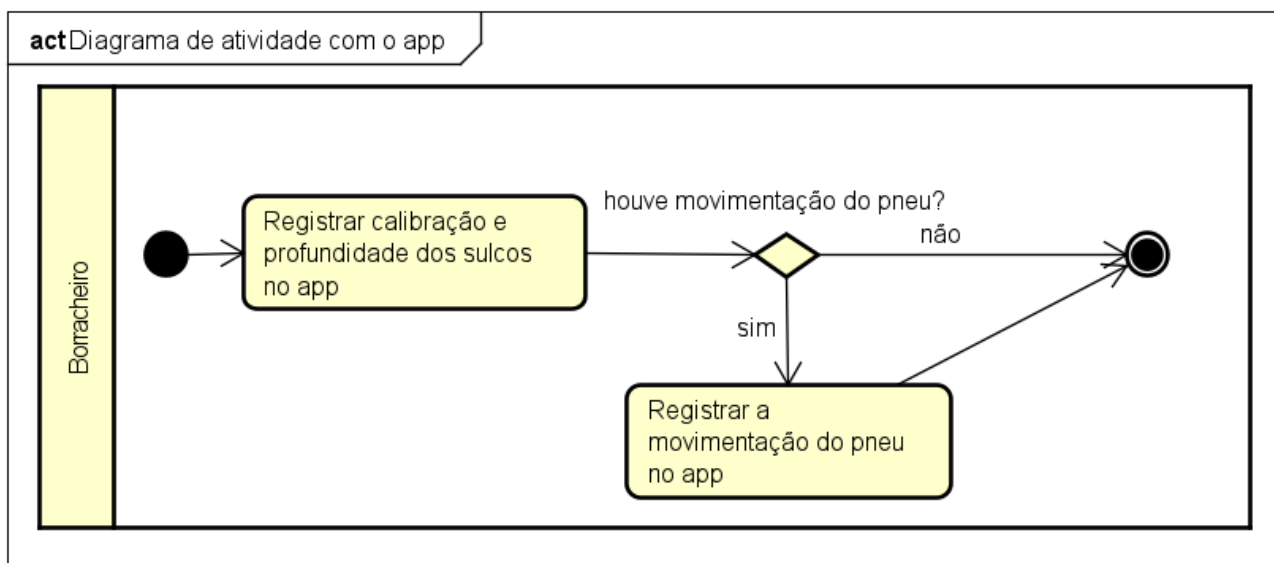 act Diagrama de atividade com o app
Borracheiro
Registrar calibração e
profundidade dos sulcos
no app
houve movimentação do pneu?
não
sim
Registrar a
movimentação do pneu
no app